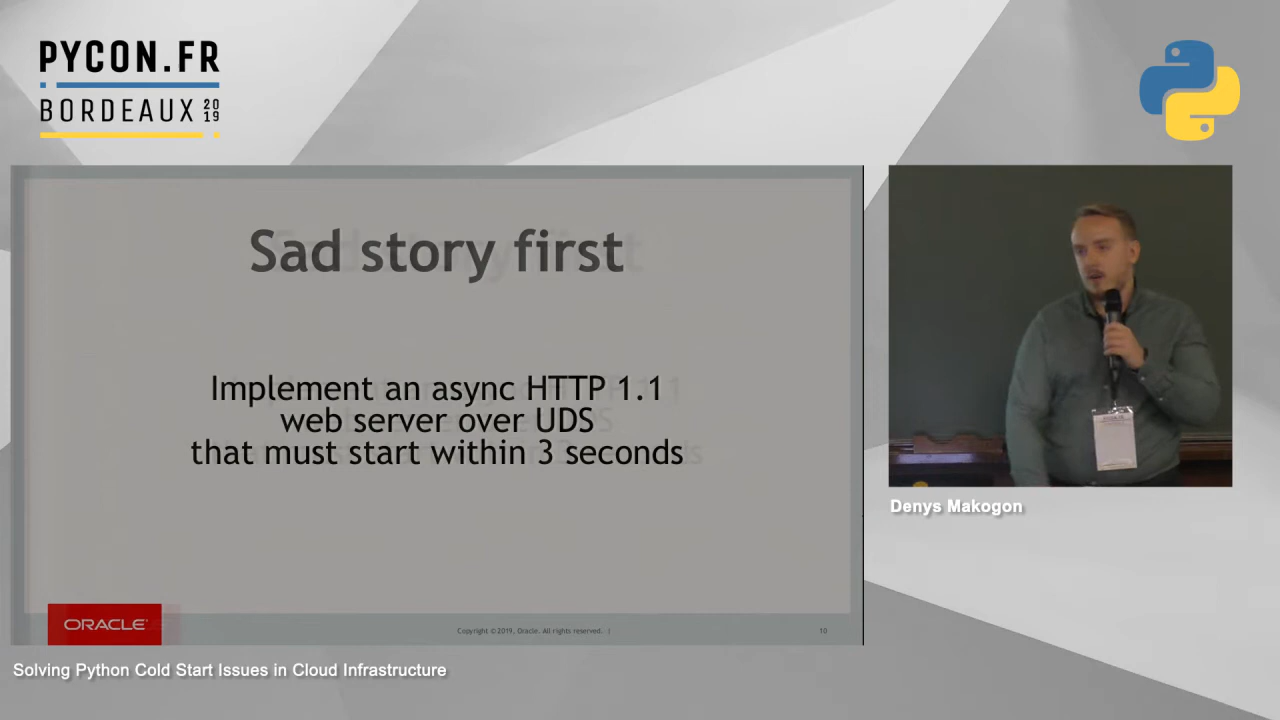 PYCON.FR
BORDEAUX 2019
Sad story first
Implement an async HTTP 1.1
web server over UDS
that must start within 3 seconds
ORACLE
Copyright © 2019, Oracle. All rights reserved.
10
Denys Makogon
Solving Python Cold Start Issues in Cloud Infrastructure